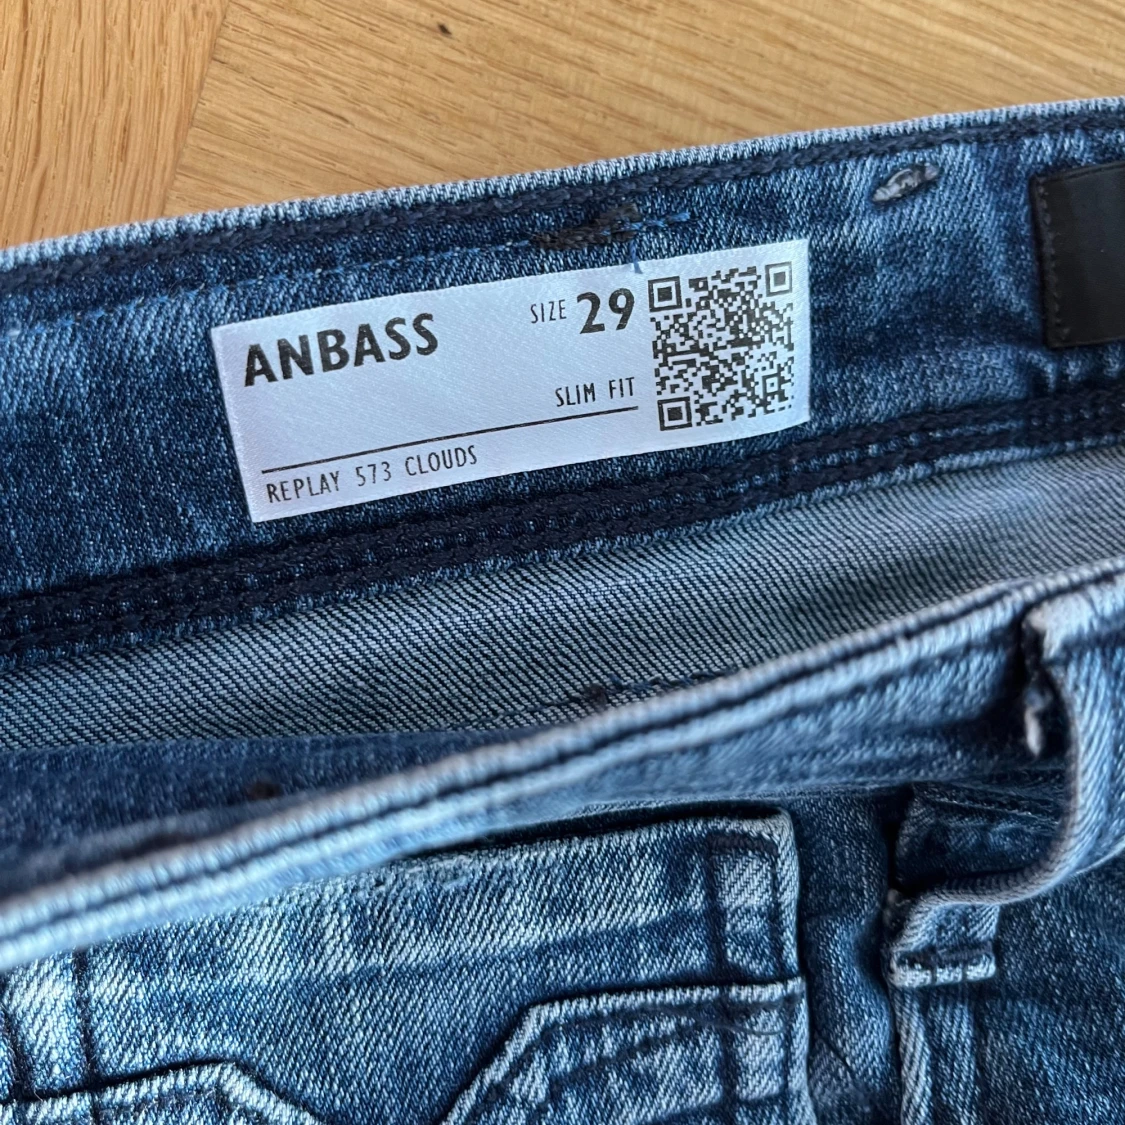 ANBASS
SIZE 29
SLIM FIT
REPLAY 573 CLOUDS